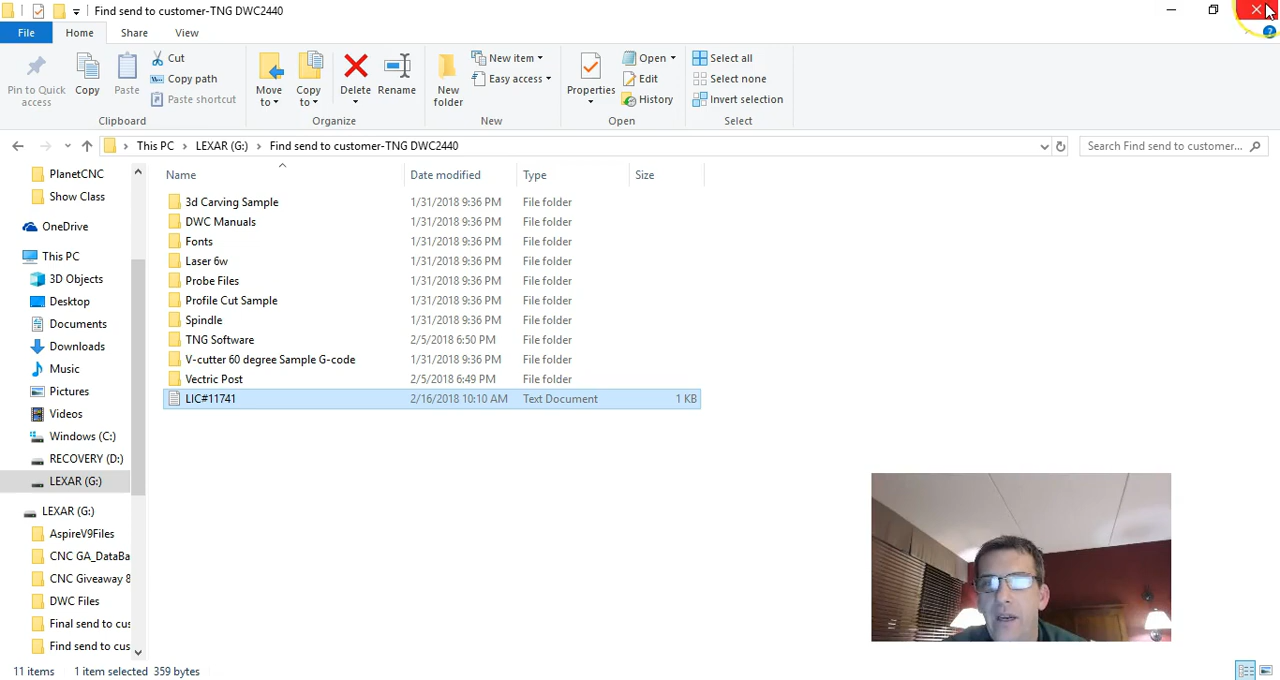 Find send to customer-TNG DWC2440
File Home Share View
Pin to Quick access
Copy
Paste
Cut
Copy path
Paste shortcut
Clipboard
Move to
Copy to
Delete
Rename
Organize
New folder
New item
Easy access
New
Properties
Open
Edit
History
Open
Select all
Select none
Invert selection
Select
This PC LEXAR (G:) Find send to customer-TNG DWC2440
Search Find send to customer...
PlanetCNC
Show Class
OneDrive
This PC
3D Objects
Desktop
Documents
Downloads
Music
Pictures
Videos
Windows (C:)
RECOVERY (D:)
LEXAR (G:)
LEXAR (G:)
AspireV9Files
CNC GA_DataBa
CNC Giveaway 8
DWC Files
Final send to cus
Find send to cus
Name Date modified Type Size
3d Carving Sample 1/31/2018 9:36 PM File folder
DWC Manuals 1/31/2018 9:36 PM File folder
Fonts 1/31/2018 9:36 PM File folder
Laser 6w 1/31/2018 9:36 PM File folder
Probe Files 1/31/2018 9:36 PM File folder
Profile Cut Sample 1/31/2018 9:36 PM File folder
Spindle 1/31/2018 9:36 PM File folder
TNG Software 2/5/2018 6:50 PM File folder
V-cutter 60 degree Sample G-code 1/31/2018 9:36 PM File folder
Vectric Post 2/5/2018 6:49 PM File folder
LIC#11741 2/16/2018 10:10 AM Text Document 1 KB
11 items 1 item selected 359 bytes